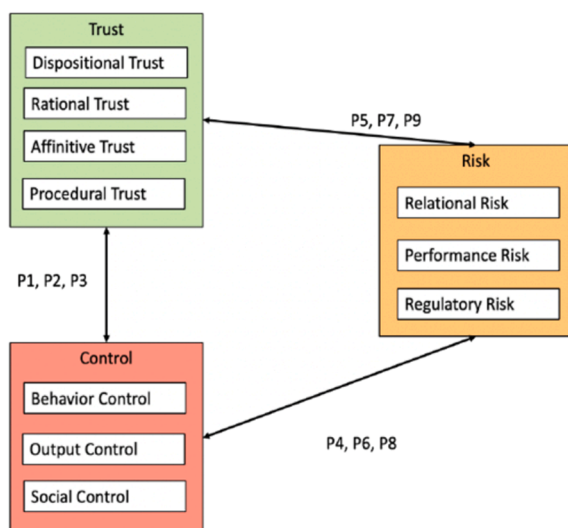 Trust
Dispositional Trust
Rational Trust
Affinitive Trust
Procedural Trust
P5, P7, P9
Risk
Relational Risk
Performance Risk
Regulatory Risk
P1, P2, P3
Control
Behavior Control
Output Control
Social Control
P4, P6, P8